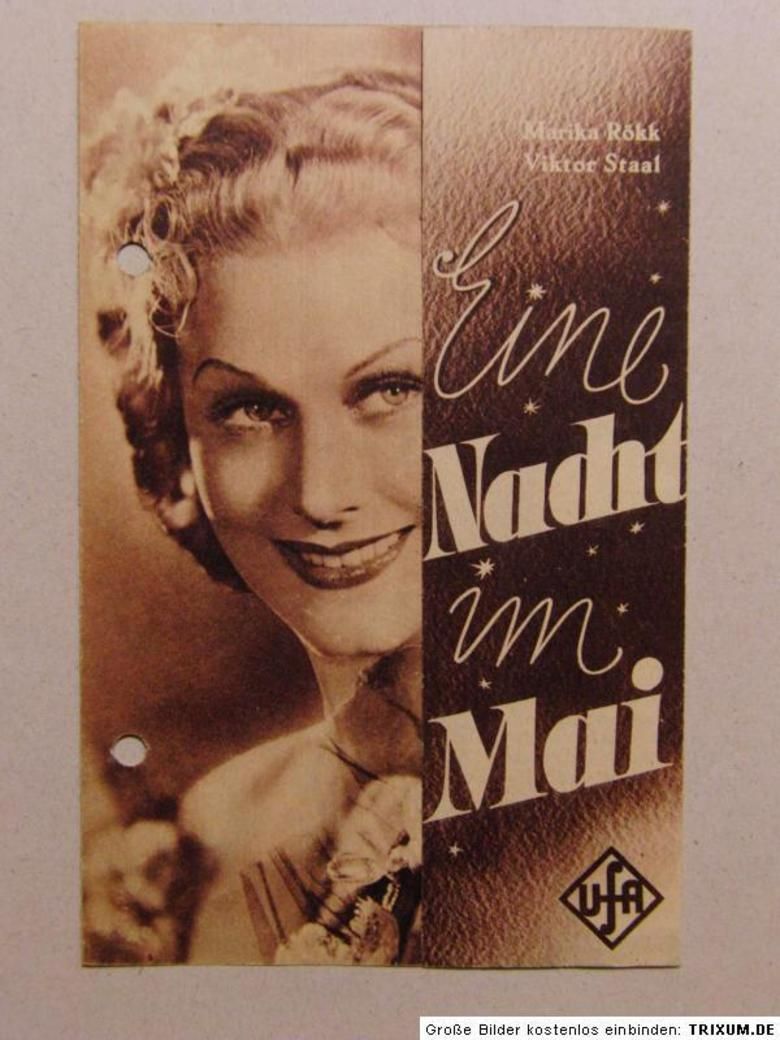 Marika Rökk
Viktor Staal
Eine
Nacht
im
Mai
UFA
Große Bilder kostenlos einbinden: TRIXUM.DE